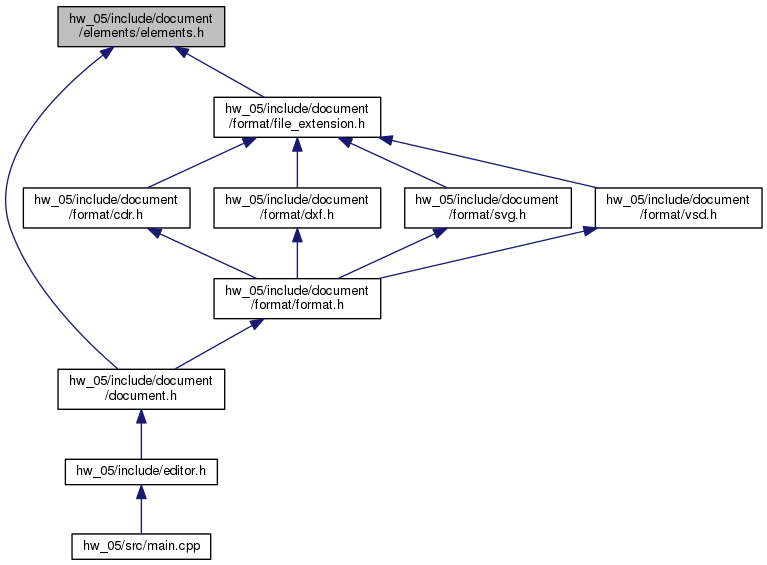 hw_05/include/document
/elements/elements.h
hw_05/include/document
/format/file_extension.h
hw_05/include/document
/format/cdr.h
hw_05/include/document
/format/dxf.h
hw_05/include/document
/format/svg.h
hw_05/include/document
/format/vsd.h
hw_05/include/document
/format/format.h
hw_05/include/document
/document.h
hw_05/include/editor.h
hw_05/src/main.cpp